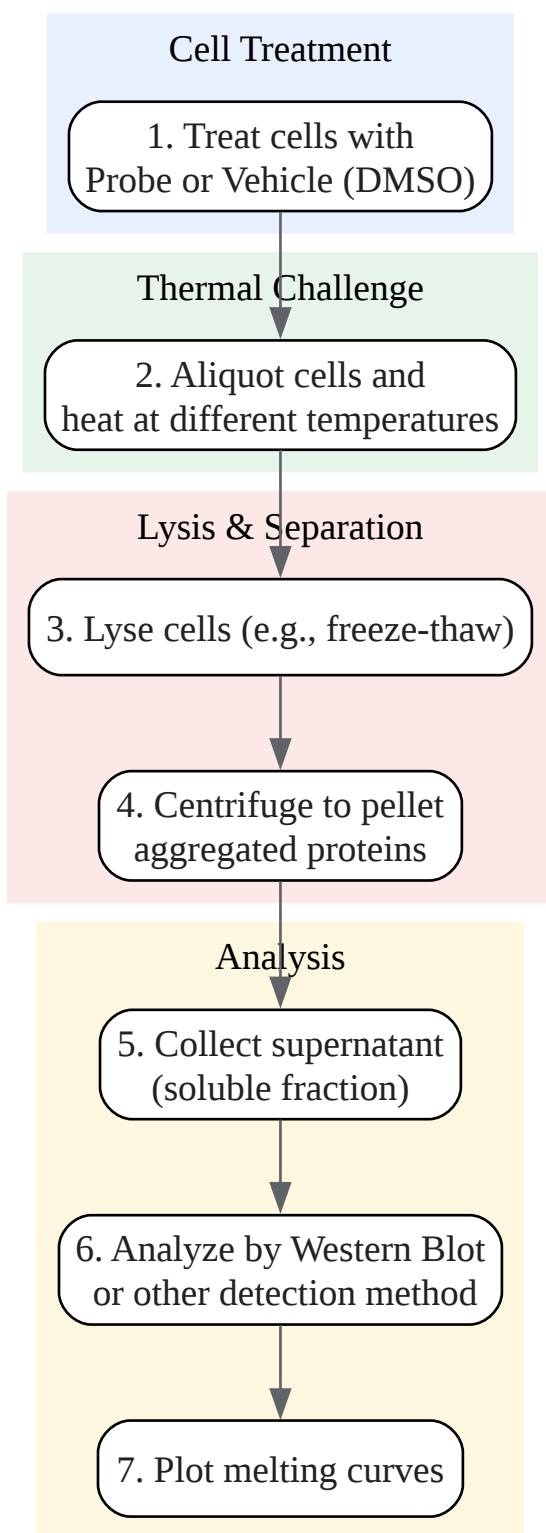 Cell Treatment
1. Treat cells with
Probe or Vehicle (DMSO)
Thermal Challenge
2. Aliquot cells and
heat at different temperatures
Lysis & Separation
3. Lyse cells (e.g., freeze-thaw)
4. Centrifuge to pellet
aggregated proteins
Analysis
5. Collect supernatant
(soluble fraction)
6. Analyze by Western Blot
or other detection method
7. Plot melting curves